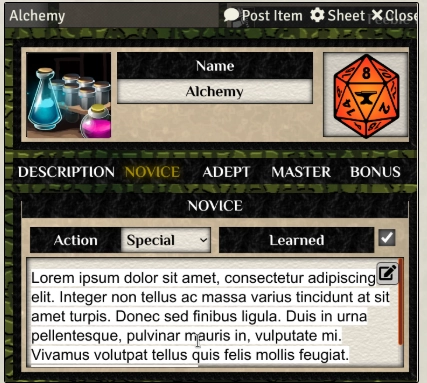 Alchemy
Post Item Sheet Close
Name
Alchemy
8
DESCRIPTION NOVICE ADEPT MASTER BONUS
NOVICE
Action Special Learned
Lorem ipsum dolor sit amet, consectetur adipiscing
elit. Integer non tellus ac massa varius tincidunt at sit
amet turpis. Donec sed finibus ligula. Duis in urna
pellentesque, pulvinar mauris in, vulputate mi.
Vivamus volutpat tellus quis felis mollis feugiat.